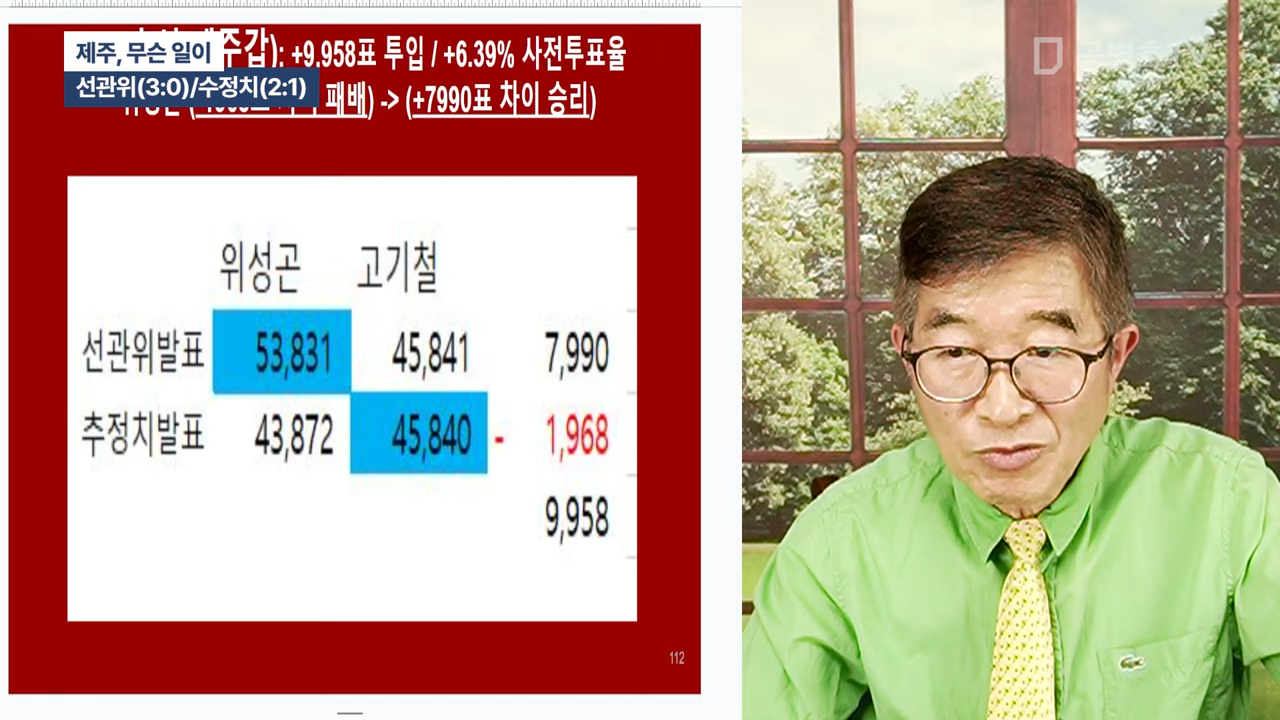 제주, 무슨 일이
선관위(3:0)/수정치(2:1)
주갑): +9,958표 투입 / +6.39% 사전투표율
패배) -> (+7990표 차이 승리)
위성곤 고기철
선관위발표 53,831 45,841 7,990
추정치발표 43,872 45,840 - 1,968
9,958
112